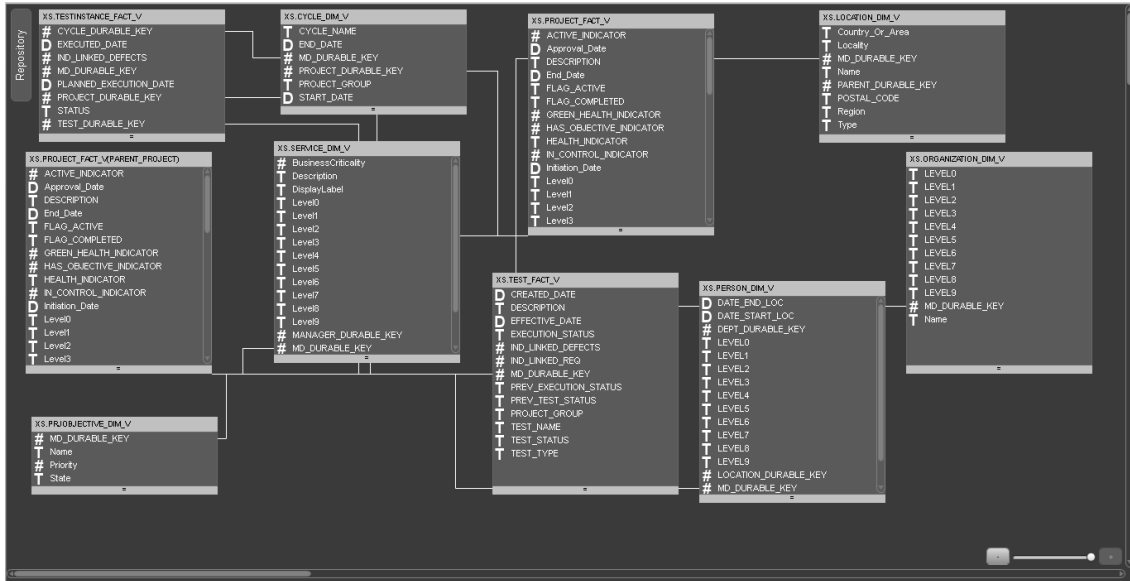 Repository
XS.TESTINSTANCE_FACT_V
# CYCLE_DURABLE_KEY
D EXECUTED_DATE
# IND_LINKED_DEFECTS
# MD_DURABLE_KEY
D PLANNED_EXECUTION_DATE
# PROJECT_DURABLE_KEY
T STATUS
# TEST_DURABLE_KEY
=
XS.CYCLE_DIM_V
T CYCLE_NAME
D END_DATE
# MD_DURABLE_KEY
# PROJECT_DURABLE_KEY
T PROJECT_GROUP
D START_DATE
=
XS.PROJECT_FACT_V
# ACTIVE_INDICATOR
D Approval_Date
T DESCRIPTION
D End_Date
T FLAG_ACTIVE
T FLAG_COMPLETED
# GREEN_HEALTH_INDICATOR
# HAS_OBJECTIVE_INDICATOR
T HEALTH_INDICATOR
# IN_CONTROL_INDICATOR
D Initiation_Date
T Level0
T Level1
T Level2
T Level3
=
XS.LOCATION_DIM_V
T Country_Or_Area
T Locality
# MD_DURABLE_KEY
T Name
# PARENT_DURABLE_KEY
T POSTAL_CODE
T Region
T Type
=
XS.PROJECT_FACT_V(PARENT_PROJECT)
# ACTIVE_INDICATOR
D Approval_Date
T DESCRIPTION
D End_Date
T FLAG_ACTIVE
T FLAG_COMPLETED
# GREEN_HEALTH_INDICATOR
# HAS_OBJECTIVE_INDICATOR
T HEALTH_INDICATOR
# IN_CONTROL_INDICATOR
D Initiation_Date
T Level0
T Level1
T Level2
T Level3
=
XS.SERVICE_DIM_V
# BusinessCriticality
T Description
T DisplayLabel
T Level0
T Level1
T Level2
T Level3
T Level4
T Level5
T Level6
T Level7
T Level8
T Level9
# MANAGER_DURABLE_KEY
# MD_DURABLE_KEY
=
XS.ORGANIZATION_DIM_V
T LEVEL0
T LEVEL1
T LEVEL2
T LEVEL3
T LEVEL4
T LEVEL5
T LEVEL6
T LEVEL7
T LEVEL8
T LEVEL9
# MD_DURABLE_KEY
T Name
=
XS.TEST_FACT_V
D CREATED_DATE
T DESCRIPTION
D EFFECTIVE_DATE
T EXECUTION_STATUS
# IND_LINKED_DEFECTS
# IND_LINKED_REQ
# MD_DURABLE_KEY
T PREV_EXECUTION_STATUS
T PREV_TEST_STATUS
T PROJECT_GROUP
T TEST_NAME
T TEST_STATUS
T TEST_TYPE
=
XS.PERSON_DIM_V
D DATE_END_LOC
D DATE_START_LOC
# DEPT_DURABLE_KEY
T LEVEL0
T LEVEL1
T LEVEL2
T LEVEL3
T LEVEL4
T LEVEL5
T LEVEL6
T LEVEL7
T LEVEL8
T LEVEL9
# LOCATION_DURABLE_KEY
# MD_DURABLE_KEY
=
XS.PRJOBJECTIVE_DIM_V
# MD_DURABLE_KEY
T Name
# Priority
T State
=